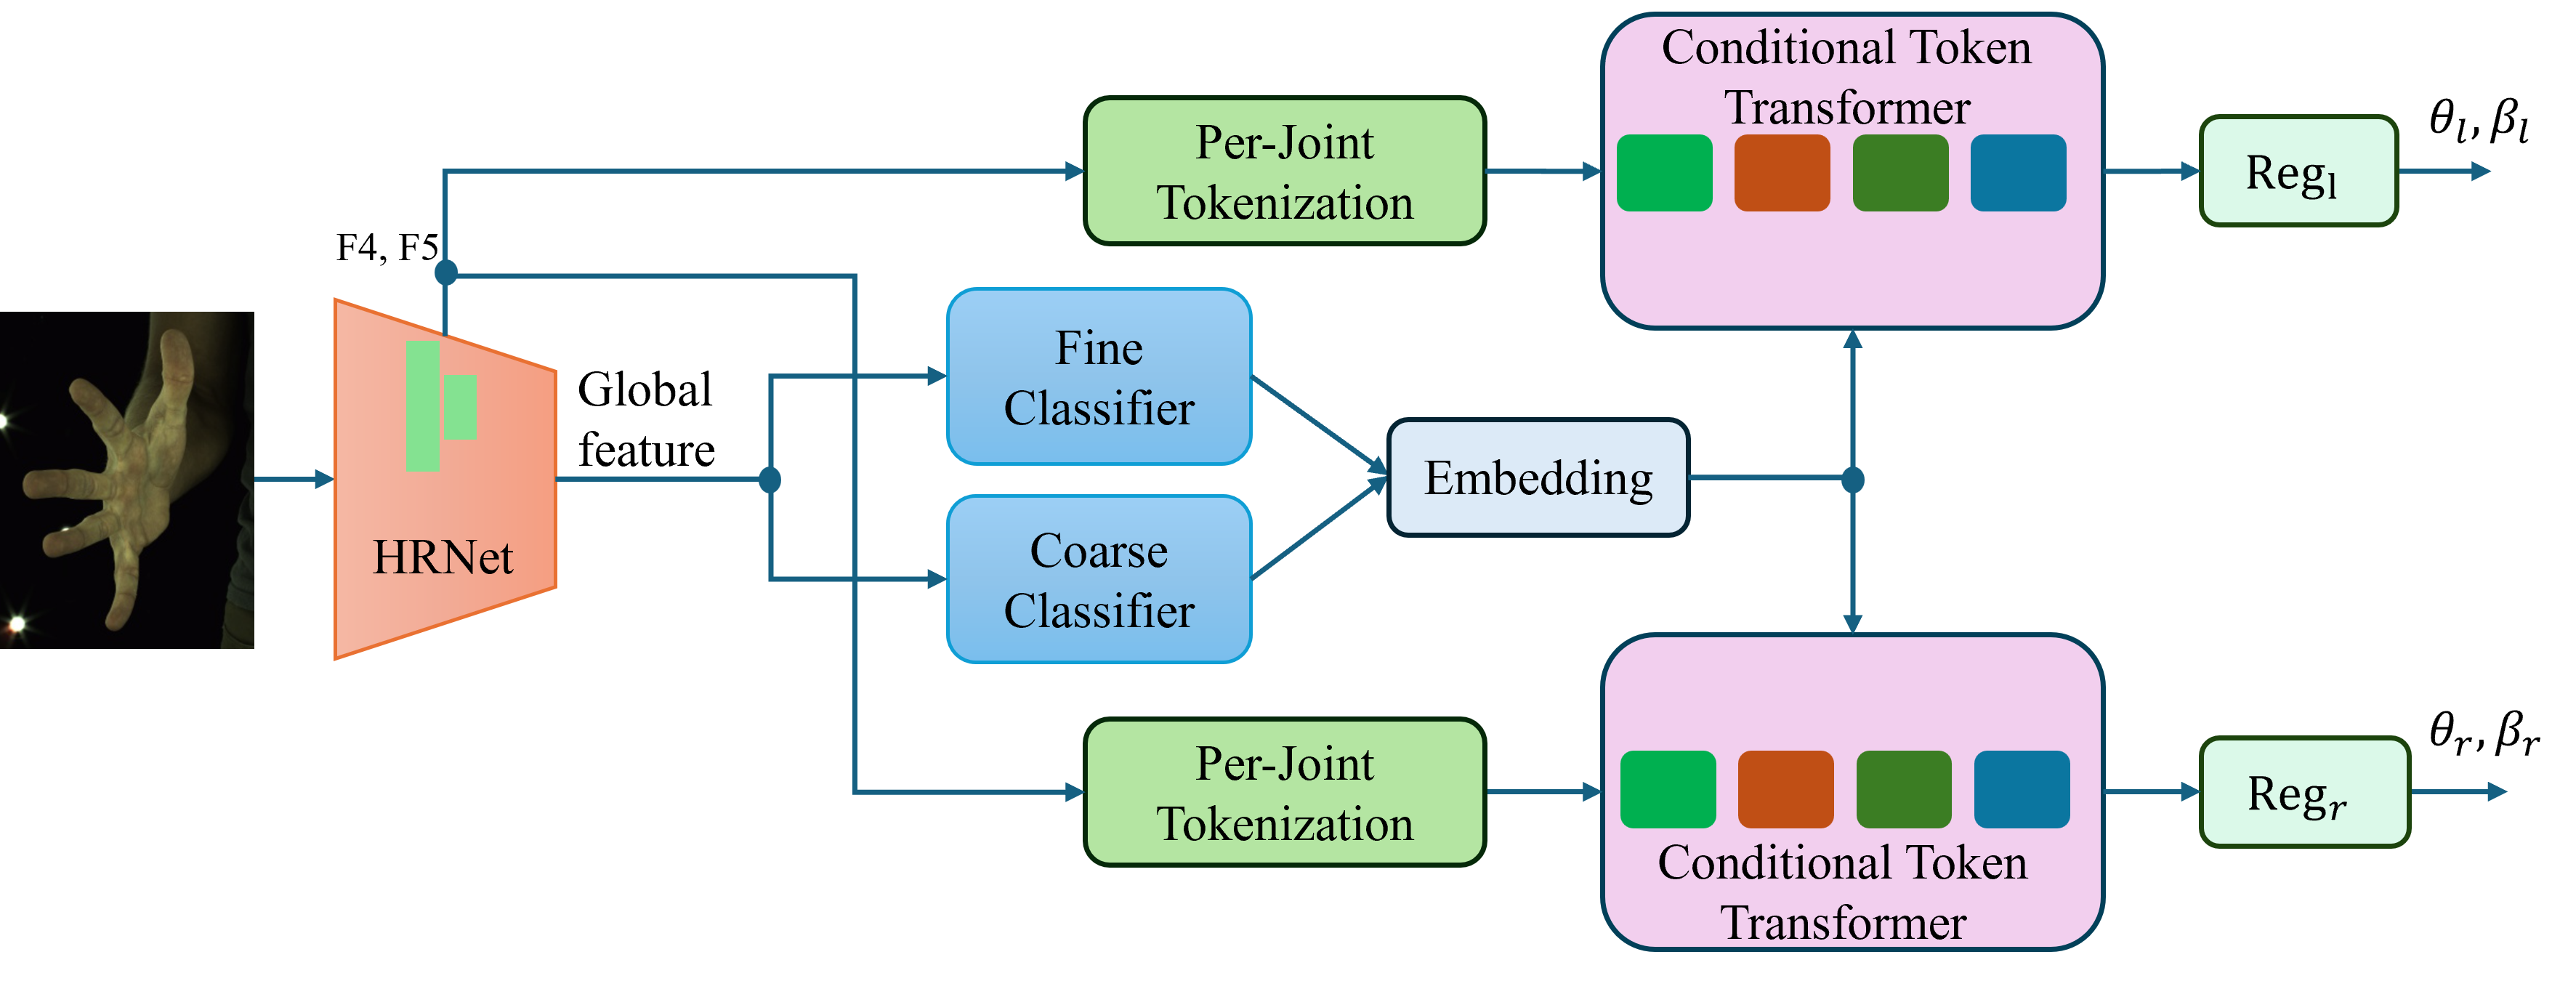 F4, F5
HRNet
Global
feature
Per-Joint
Tokenization
Fine
Classifier
Coarse
Classifier
Per-Joint
Tokenization
Embedding
Conditional Token
Transformer
Conditional Token
Transformer
Regₗ
θₗ, βₗ
Regᵣ
θᵣ, βᵣ